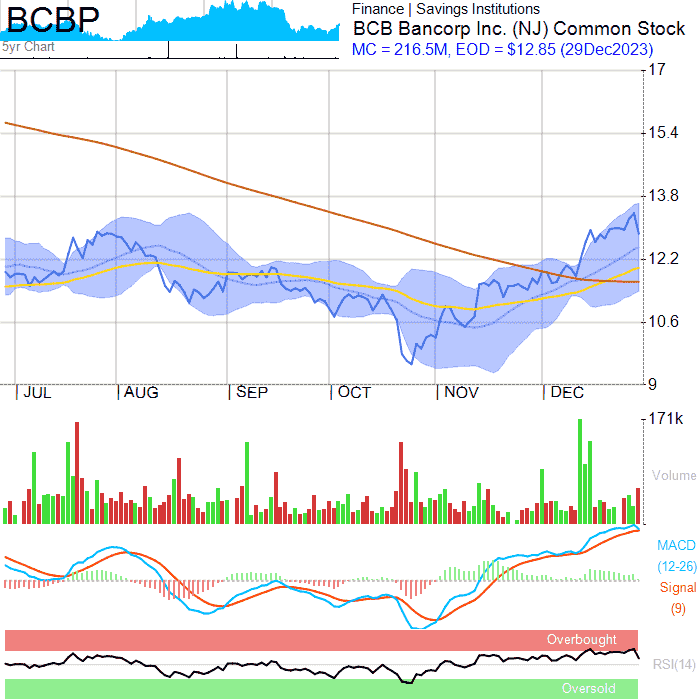 BCBP
5yr Chart
Finance | Savings Institutions
BCB Bancorp Inc. (NJ) Common Stock
MC = 216.5M, EOD = $12.85 (29Dec2023)
17
15.4
13.8
12.2
10.6
9
JUL AUG SEP OCT NOV DEC
171k
Volume
MACD
(12-26)
Signal
(9)
Overbought
RSI(14)
Oversold